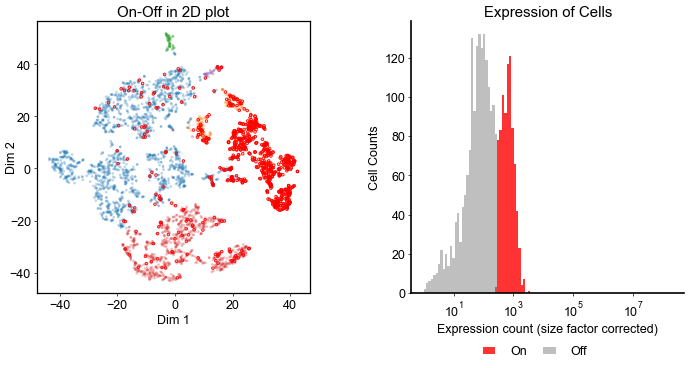 On-Off in 2D plot
Dim 2
40
20
0
−20
−40
−40 −20 0 20 40
Dim 1
Expression of Cells
Cell Counts
120
100
80
60
40
20
0
10^1 10^3 10^5 10^7
Expression count (size factor corrected)
On Off